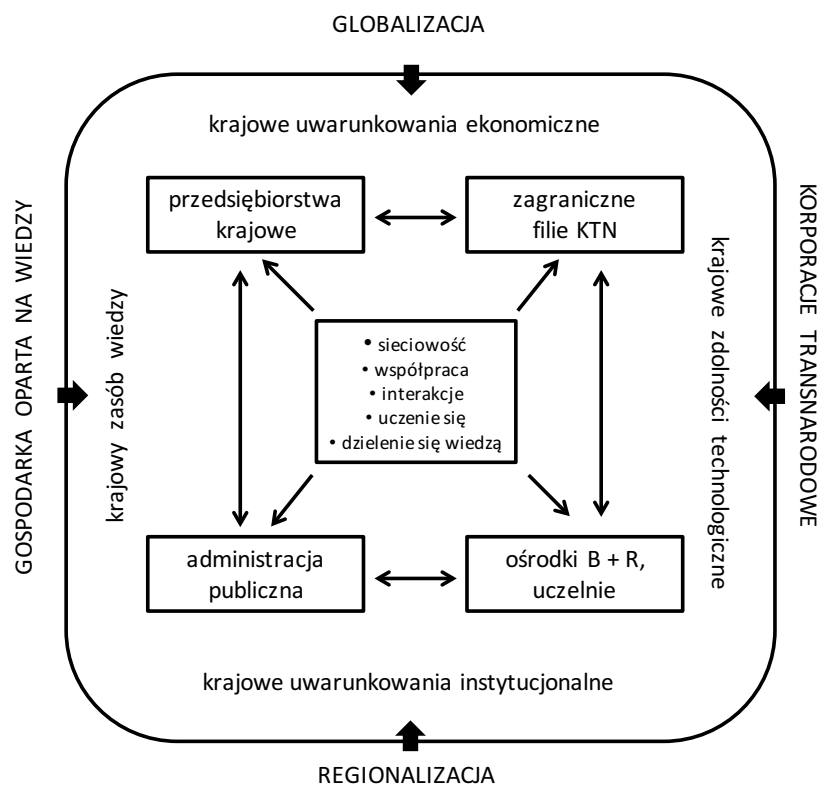 GLOBALIZACJA
krajowe uwarunkowania ekonomiczne
GOSPODARKA OPARTA NA WIEDZY
krajowy zasób wiedzy
przedsiębiorstwa
krajowe
zagraniczne
filie KTN
• sieciowość
• współpraca
• interakcje
• uczenie się
• dzielenie się wiedzą
administracja
publiczna
ośrodki B + R,
uczelnie
krajowe zdolności technologiczne
KORPORACJE TRANSNARODOWE
krajowe uwarunkowania instytucjonalne
REGIONALIZACJA